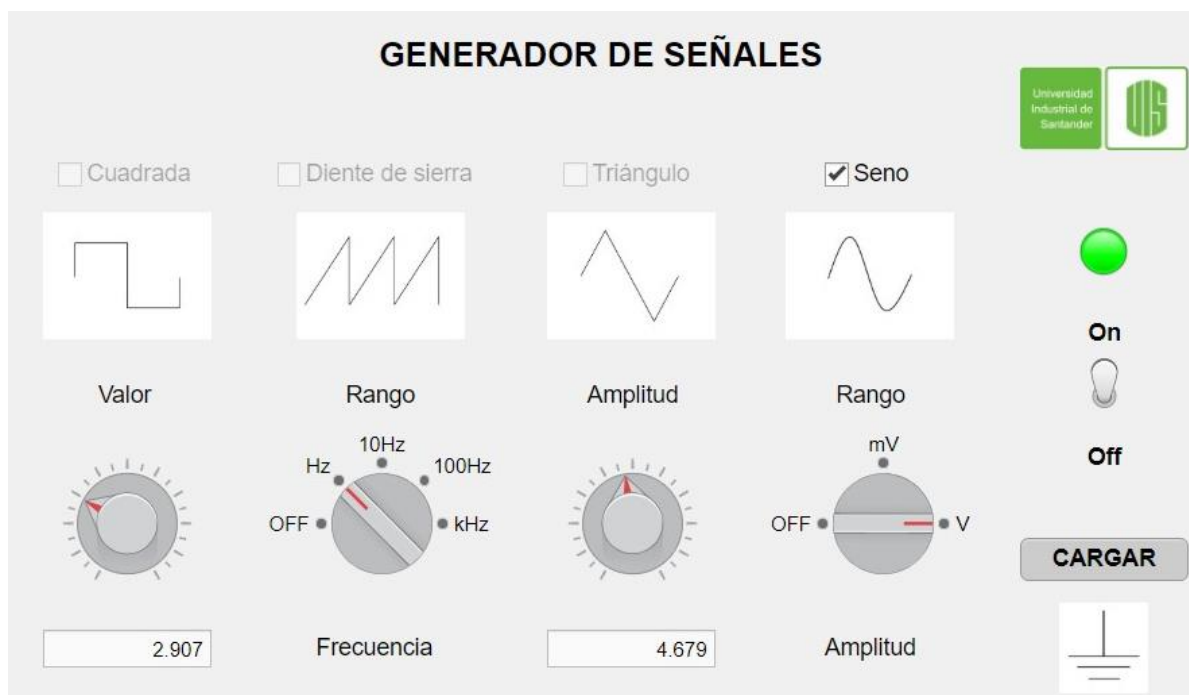 GENERADOR DE SEÑALES
Universidad
Industrial de
Santander
UIS
Cuadrada
Diente de sierra
Triángulo
Seno
On
Off
Valor
Rango
Amplitud
Rango
OFF
Hz
10Hz
100Hz
kHz
OFF
mV
V
CARGAR
2.907
Frecuencia
4.679
Amplitud